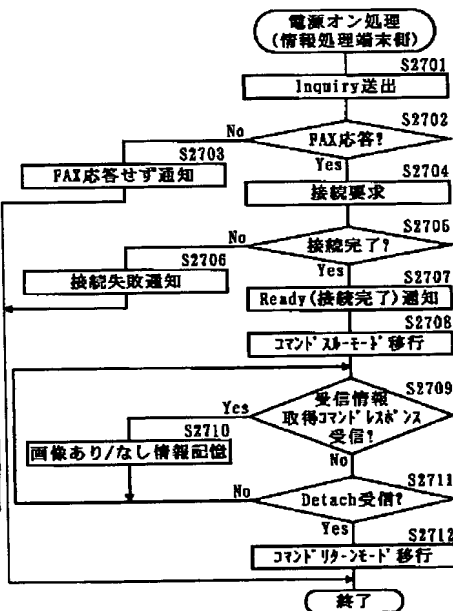 電源オン処理
(情報処理端末側)
S2701
Inquiry送出
S2702
FAX応答?
No
Yes
S2703
FAX応答せず通知
S2704
接続要求
S2705
接続完了?
No
Yes
S2706
接続失敗通知
S2707
Ready(接続完了)通知
S2708
コマンドスルーモード移行
S2709
受信情報
取得コマンドレスポンス
受信?
Yes
No
S2710
画像あり/なし情報記憶
S2711
Detach受信?
No
Yes
S2712
コマンドリターンモード移行
終了